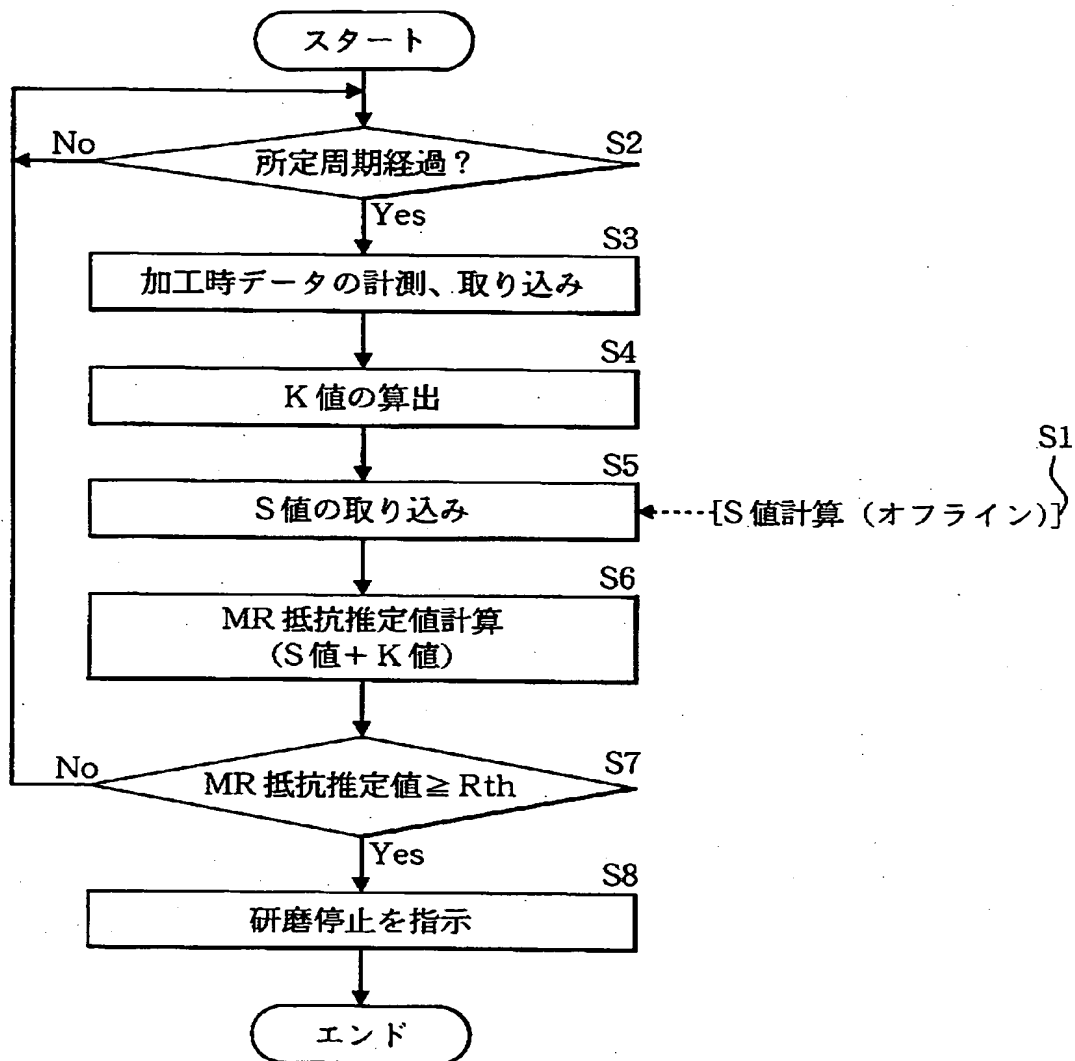 スタート
No
S2
所定周期経過？
Yes
S3
加工時データの計測、取り込み
S4
K値の算出
S5
S値の取り込み
S1
[S値計算（オフライン）]
S6
MR抵抗推定値計算
（S値＋K値）
No
S7
MR抵抗推定値≧Rth
Yes
S8
研磨停止を指示
エンド